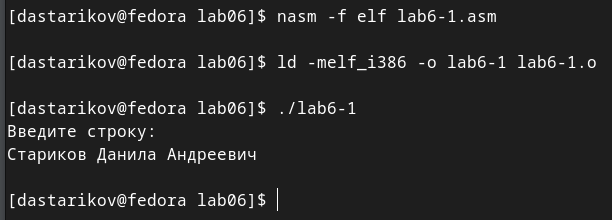 [dastarikov@fedora lab06]$ nasm -f elf lab6-1.asm
[dastarikov@fedora lab06]$ ld -melf_i386 -o lab6-1 lab6-1.o
[dastarikov@fedora lab06]$ ./lab6-1
Введите строку:
Стариков Данила Андреевич
[dastarikov@fedora lab06]$